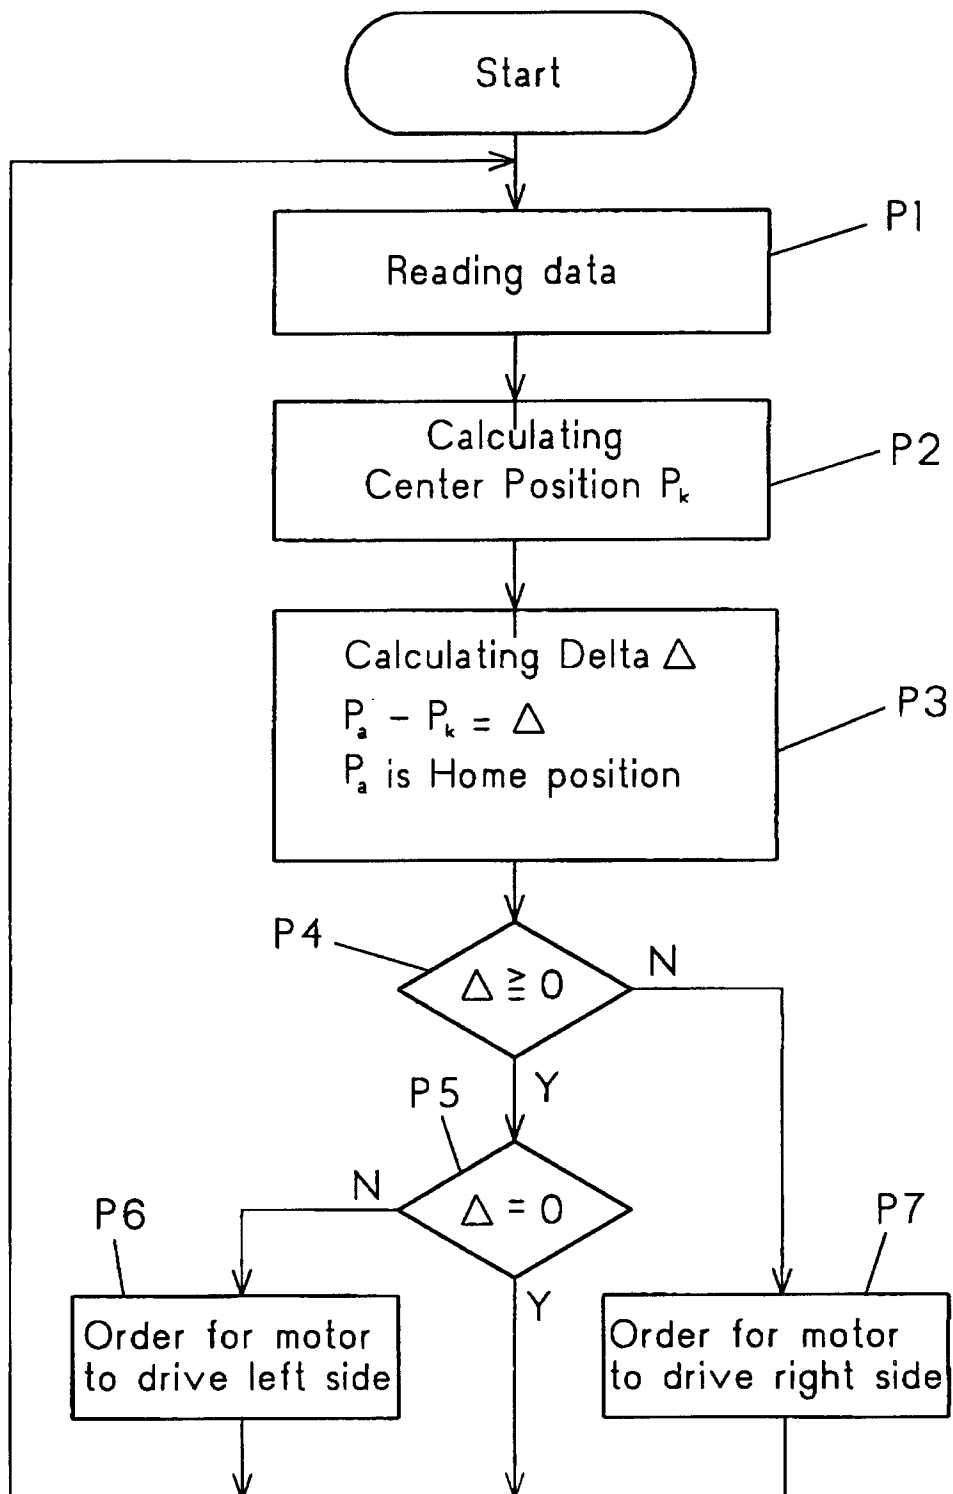 Start
P1
Reading data
P2
Calculating
Center Position Pₖ
P3
Calculating Delta Δ
Pₐ - Pₖ = Δ
Pₐ is Home position
P4
Δ ≧ 0
N
Y
P5
N
Δ = 0
Y
P6
P7
Order for motor
to drive left side
Order for motor
to drive right side